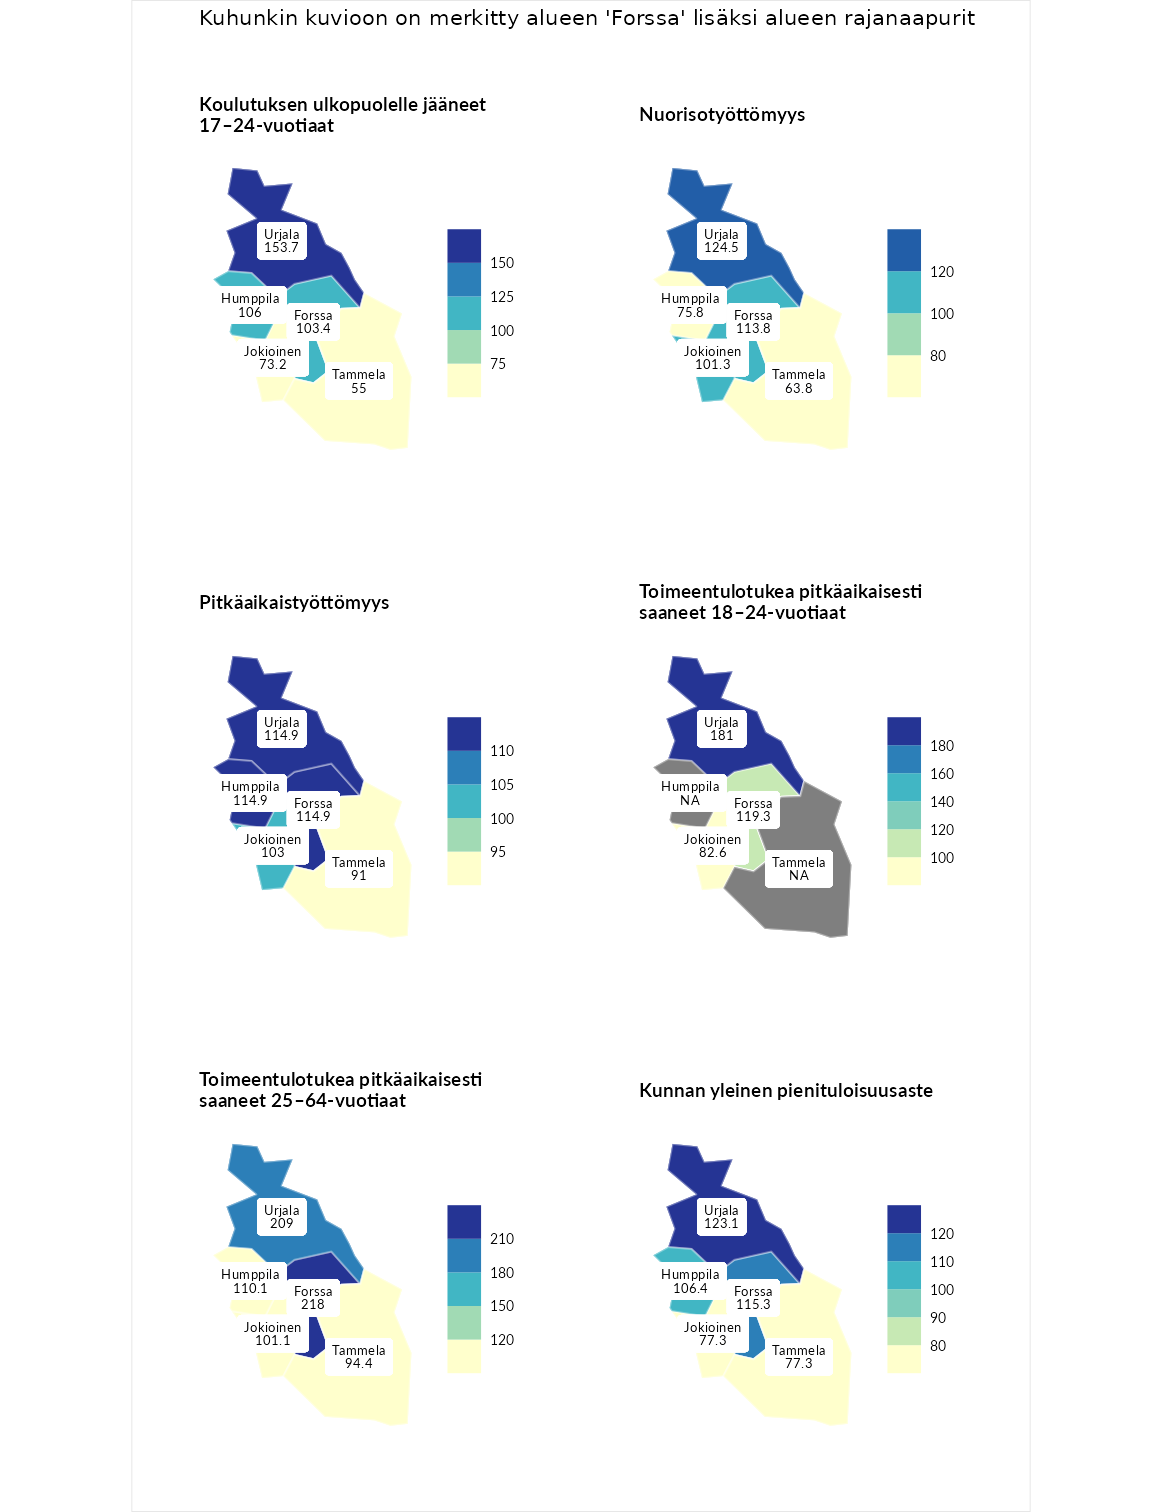 Kuhunkin kuvioon on merkitty alueen 'Forssa' lisäksi alueen rajanaapurit
Koulutuksen ulkopuolelle jääneet
17–24-vuotiaat
Urjala
153.7
Humppila
106
Forssa
103.4
Jokioinen
73.2
Tammela
55
150
125
100
75
Nuorisotyöttömyys
Urjala
124.5
Humppila
75.8
Forssa
113.8
Jokioinen
101.3
Tammela
63.8
120
100
80
Pitkäaikaistyöttömyys
Urjala
114.9
Humppila
114.9
Forssa
114.9
Jokioinen
103
Tammela
91
110
105
100
95
Toimeentulotukea pitkäaikaisesti
saaneet 18–24-vuotiaat
Urjala
181
Humppila
NA
Forssa
119.3
Jokioinen
82.6
Tammela
NA
180
160
140
120
100
Toimeentulotukea pitkäaikaisesti
saaneet 25–64-vuotiaat
Urjala
209
Humppila
110.1
Forssa
218
Jokioinen
101.1
Tammela
94.4
210
180
150
120
Kunnan yleinen pienituloisuusaste
Urjala
123.1
Humppila
106.4
Forssa
115.3
Jokioinen
77.3
Tammela
77.3
120
110
100
90
80